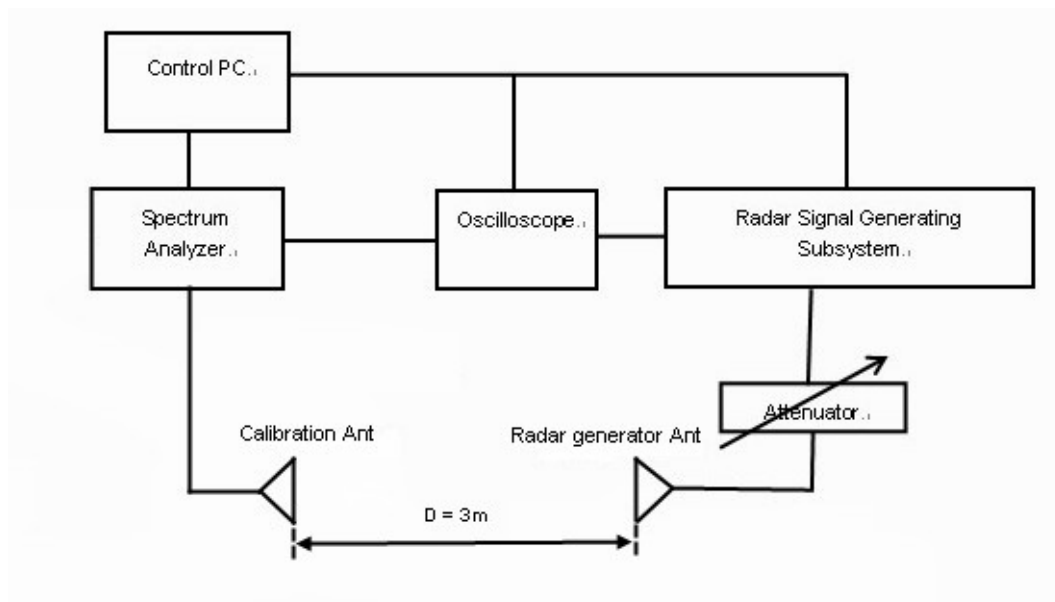 Control PC
Spectrum
Analyzer
Oscilloscope
Radar Signal Generating
Subsystem
Attenuator
Calibration Ant
Radar generator Ant
D = 3m